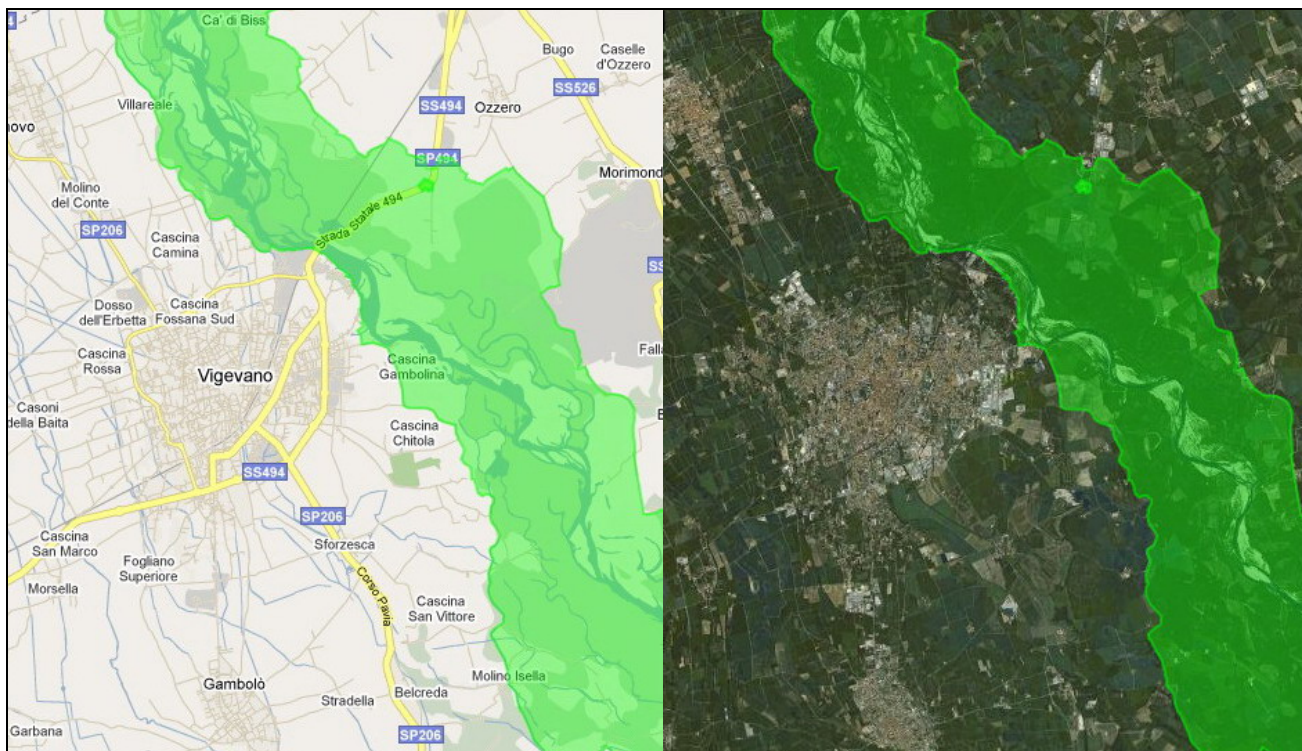 Ca' di Biss
Bugo
Caselle
d'Ozzero
SS526
Villareale
SS494
Ozzero
novo
SP494
Morimond
Molino
del Conte
Strada Statale 494
SP206
Cascina
Camina
Dosso
dell'Erbetta
Cascina
Fossana Sud
Cascina
Rossa
Vigevano
Cascina
Gambolina
Falla
Casoni
della Baita
Cascina
Chitola
SS494
SP206
Cascina
San Marco
Sforzesca
Fogliano
Superiore
Morsella
Corso Pavia
Cascina
San Vittore
Molino Isella
Gambolò
Stradella
Belcreda
Garbana
SP206